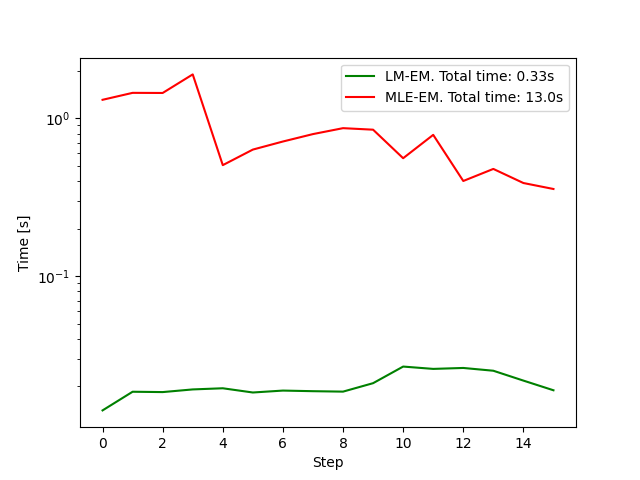 LM-EM. Total time: 0.33s
MLE-EM. Total time: 13.0s
10⁰
10⁻¹
Time [s]
0 2 4 6 8 10 12 14
Step